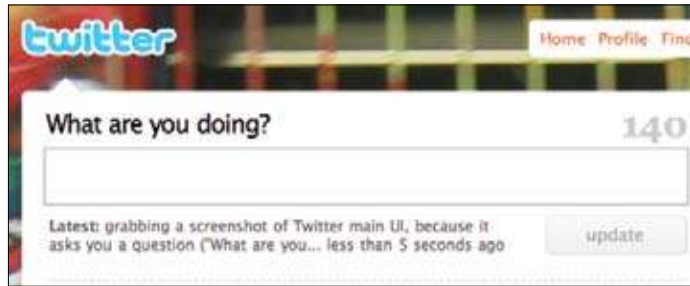 twitter
Home Profile Find
What are you doing?
140
Latest: grabbing a screenshot of Twitter main UI, because it
asks you a question ("What are you... less than 5 seconds ago
update